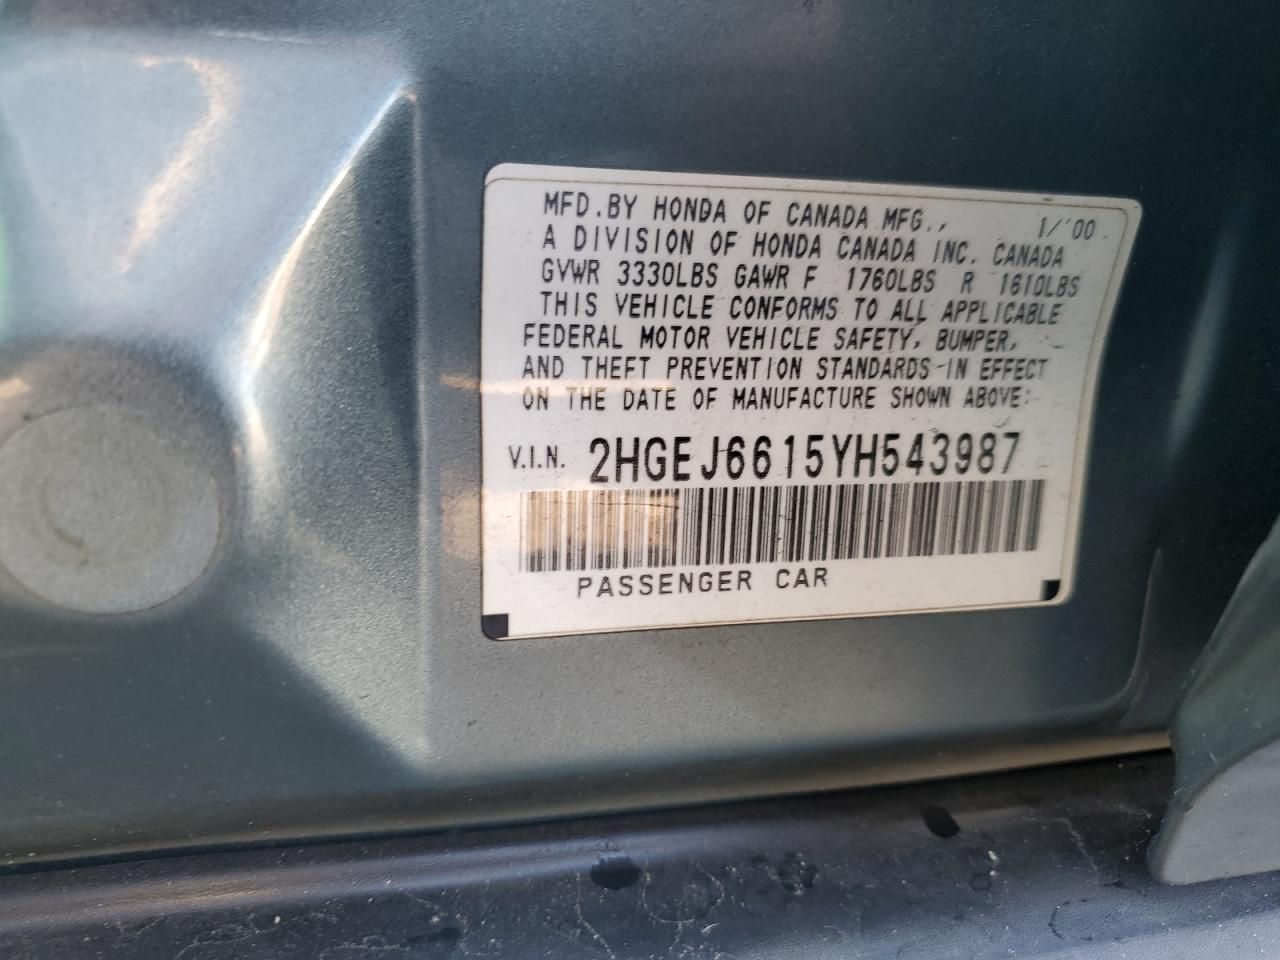 MFD.BY HONDA OF CANADA MFG., 1/'00
A DIVISION OF HONDA CANADA INC. CANADA
GVWR 3330LBS GAWR F 1760LBS R 1610LBS
THIS VEHICLE CONFORMS TO ALL APPLICABLE
FEDERAL MOTOR VEHICLE SAFETY, BUMPER,
AND THEFT PREVENTION STANDARDS IN EFFECT
ON THE DATE OF MANUFACTURE SHOWN ABOVE:
V.I.N. 2HGEJ6615YH543987
PASSENGER CAR